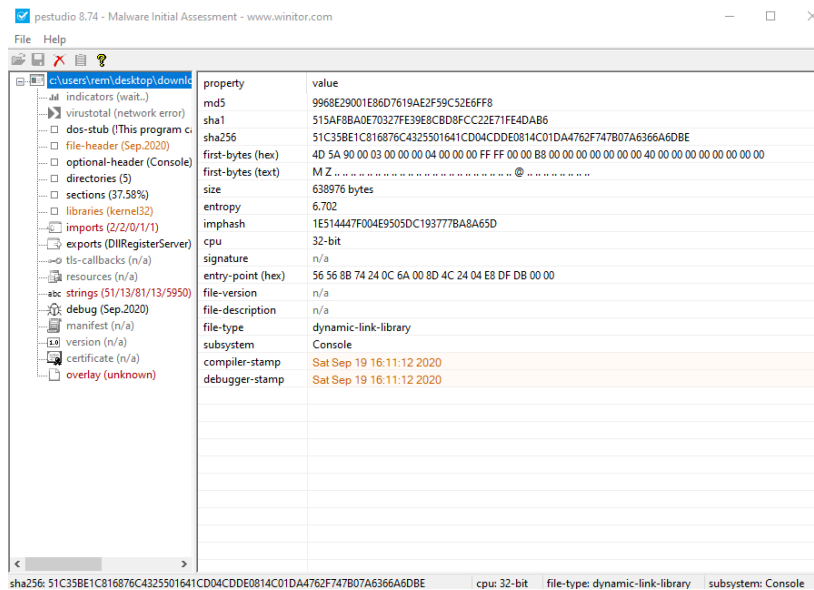 pestudio 8.74 - Malware Initial Assessment - www.winitor.com
File Help
c:\users\rem\desktop\downlo
indicators (wait..)
virustotal (network error)
dos-stub (!This program ca
file-header (Sep.2020)
optional-header (Console)
directories (5)
sections (37.58%)
libraries (kernel32)
imports (2/2/0/1/1)
exports (DllRegisterServer)
tls-callbacks (n/a)
resources (n/a)
abc strings (51/13/81/13/5950)
debug (Sep.2020)
manifest (n/a)
1.0 version (n/a)
certificate (n/a)
overlay (unknown)
property value
md5 9968E29001E86D7619AE2F59C52E6FF8
sha1 515AF8BA0E70327FE39E8CBD8FCC22E71FE4DAB6
sha256 51C35BE1C816876C4325501641CD04CDDE0814C01DA4762F747B07A6366A6DBE
first-bytes (hex) 4D 5A 90 00 03 00 00 00 04 00 00 00 FF FF 00 00 B8 00 00 00 00 00 00 00 40 00 00 00 00 00 00 00
first-bytes (text) M Z .. .. .. .. .. .. .. .. .. .. .. .. .. .. .. .. .. .. .. .. @ .. .. .. .. .. .. ..
size 638976 bytes
entropy 6.702
imphash 1E514447F004E9505DC193777BA8A65D
cpu 32-bit
signature n/a
entry-point (hex) 56 56 8B 74 24 0C 6A 00 8D 4C 24 04 E8 DF DB 00 00
file-version n/a
file-description n/a
file-type dynamic-link-library
subsystem Console
compiler-stamp Sat Sep 19 16:11:12 2020
debugger-stamp Sat Sep 19 16:11:12 2020
sha256: 51C35BE1C816876C4325501641CD04CDDE0814C01DA4762F747B07A6366A6DBE cpu: 32-bit file-type: dynamic-link-library subsystem: Console